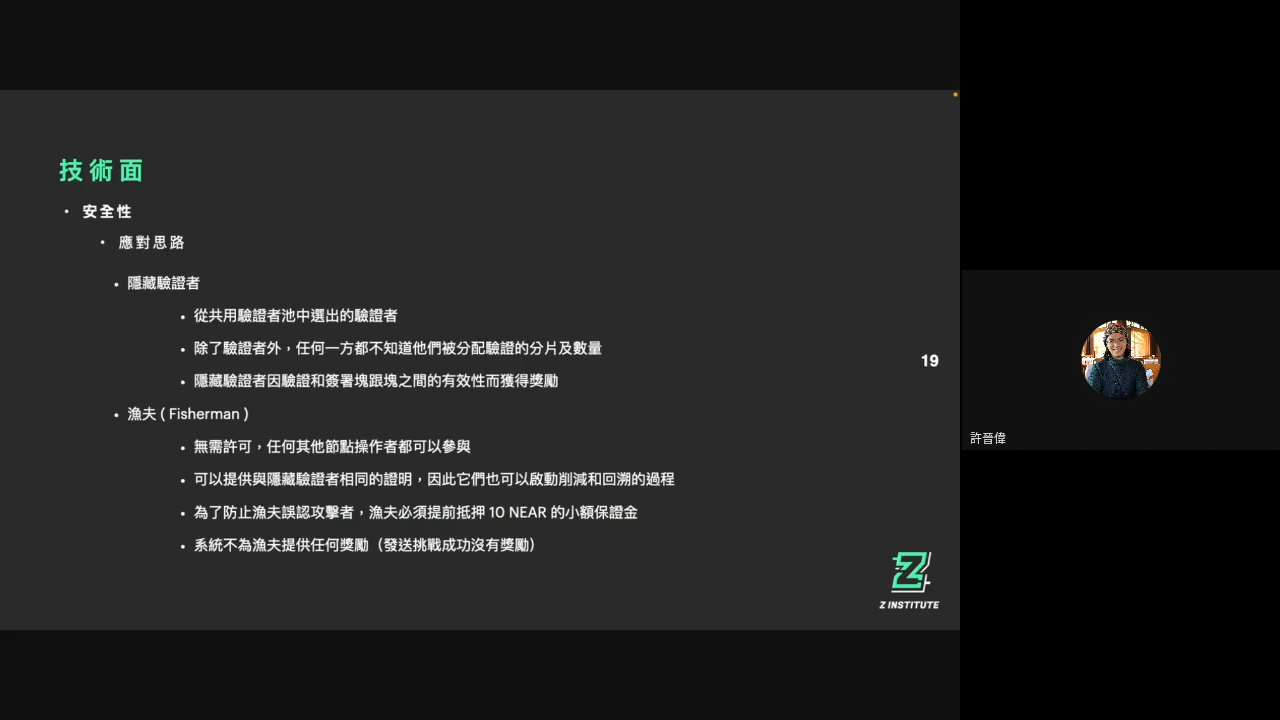 技術面
• 安全性
• 應對思路
• 隱藏驗證者
• 從共用驗證者池中選出的驗證者
• 除了驗證者外，任何一方都不知道他們被分配驗證的分片及數量
• 隱藏驗證者因驗證和簽署塊跟塊之間的有效性而獲得獎勵
• 漁夫 ( Fisherman )
• 無需許可，任何其他節點操作者都可以參與
• 可以提供與隱藏驗證者相同的證明，因此它們也可以啟動削減和回溯的過程
• 為了防止漁夫誤認攻擊者，漁夫必須提前抵押 10 NEAR 的小額保證金
• 系統不為漁夫提供任何獎勵（發送挑戰成功沒有獎勵）
19
Z INSTITUTE
許晉偉